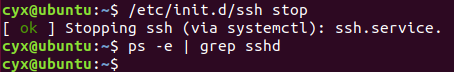 cyx@ubuntu:~$ /etc/init.d/ssh stop
[ ok ] Stopping ssh (via systemctl): ssh.service.
cyx@ubuntu:~$ ps -e | grep sshd
cyx@ubuntu:~$